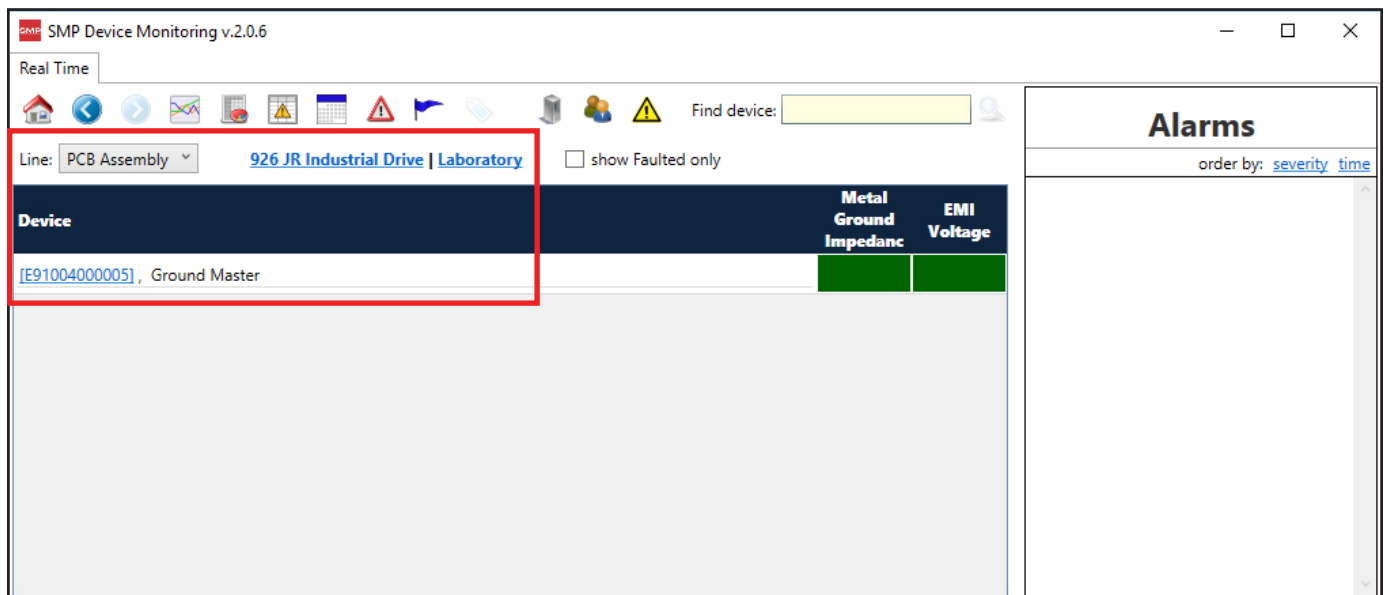 SMP SMP Device Monitoring v.2.0.6
Real Time
Find device:
Line: PCB Assembly 926 JR Industrial Drive | Laboratory show Faulted only
Device
Metal
Ground
Impedanc
EMI
Voltage
[E91004000005] , Ground Master
Alarms
order by: severity time